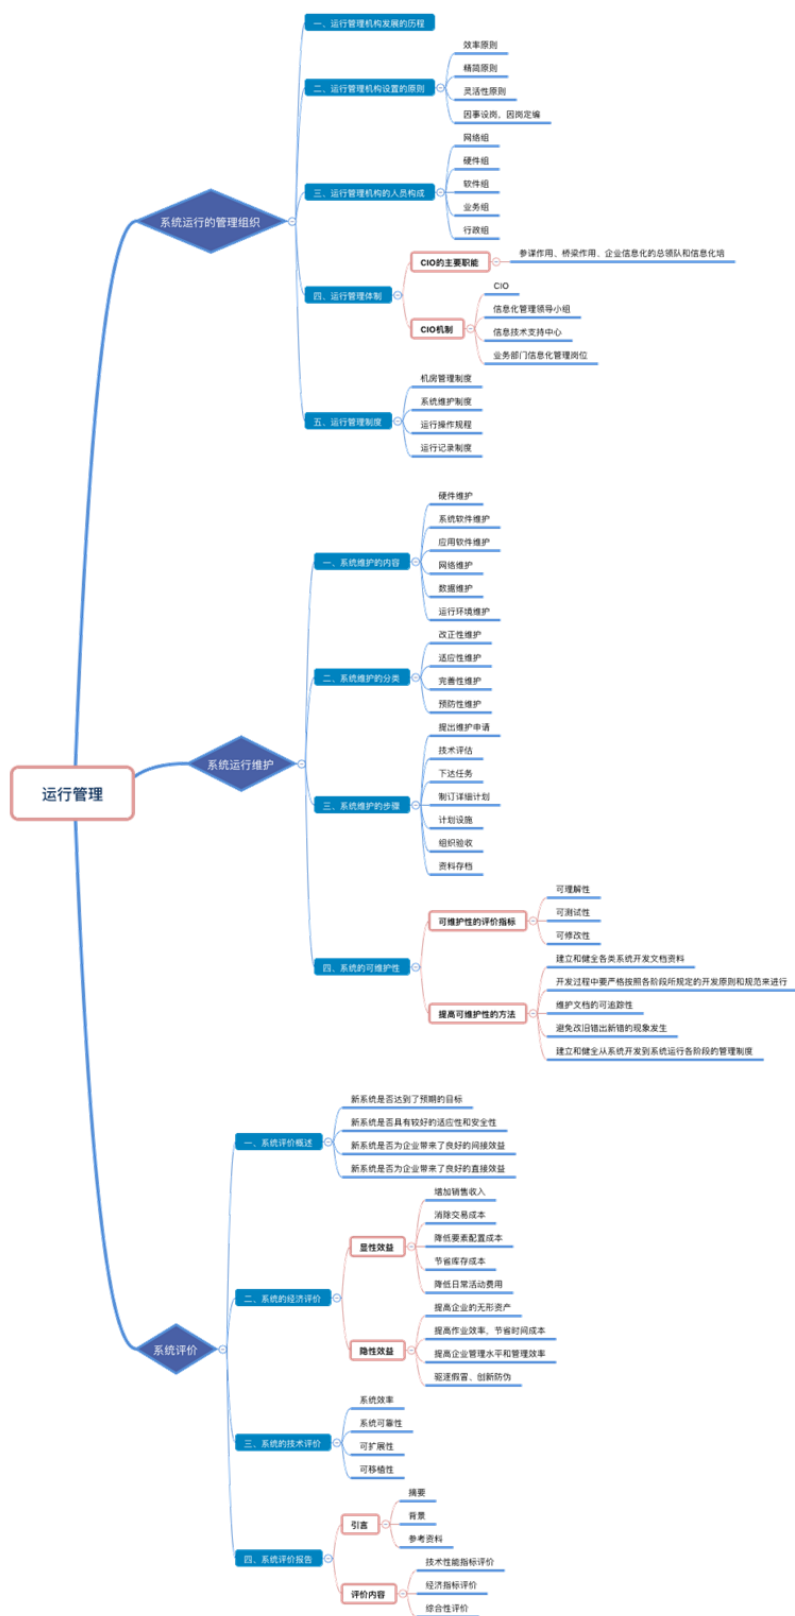 运行管理
系统运行的管理组织
一、运行管理机构发展的历程
二、运行管理机构设置的原则
效率原则
精简原则
灵活性原则
因事设岗，因岗定编
三、运行管理机构的人员构成
网络组
硬件组
软件组
业务组
行政组
四、运行管理体制
CIO的主要职能
参谋作用、桥梁作用、企业信息化的总领队和信息化培
CIO机制
CIO
信息化管理领导小组
信息技术支持中心
业务部门信息化管理岗位
五、运行管理制度
机房管理制度
系统维护制度
运行操作规程
运行记录制度
系统运行维护
一、系统维护的内容
硬件维护
系统软件维护
应用软件维护
网络维护
数据维护
运行环境维护
二、系统维护的分类
改正性维护
适应性维护
完善性维护
预防性维护
三、系统维护的步骤
提出维护申请
技术评估
下达任务
制订详细计划
计划设施
组织验收
资料存档
四、系统的可维护性
可维护性的评价指标
可理解性
可测试性
可修改性
提高可维护性的方法
建立和健全各类系统开发文档资料
开发过程中要严格按照各阶段所规定的开发原则和规范来进行
维护文档的可追踪性
避免改旧错出新错的现象发生
建立和健全从系统开发到系统运行各阶段的管理制度
系统评价
一、系统评价概述
新系统是否达到了预期的目标
新系统是否具有较好的适应性和安全性
新系统是否为企业带来了良好的间接效益
新系统是否为企业带来了良好的直接效益
二、系统的经济评价
显性效益
增加销售收入
消除交易成本
降低要素配置成本
节省库存成本
降低日常活动费用
隐性效益
提高企业的无形资产
提高作业效率、节省时间成本
提高企业管理水平和管理效率
驱逐假冒、创新防伪
三、系统的技术评价
系统效率
系统可靠性
可扩展性
可移植性
四、系统评价报告
引言
摘要
背景
参考资料
评价内容
技术性能指标评价
经济指标评价
综合性评价